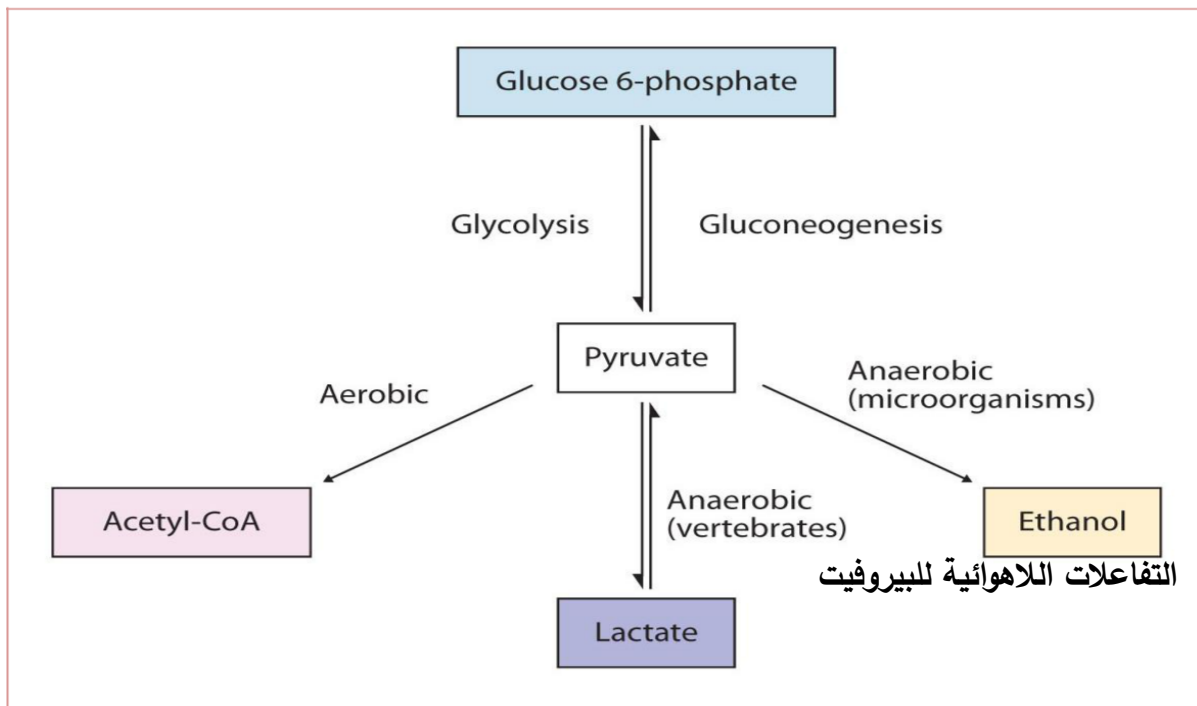 Glucose 6-phosphate
Glycolysis
Gluconeogenesis
Pyruvate
Aerobic
Anaerobic
(microorganisms)
Acetyl-CoA
Anaerobic
(vertebrates)
Ethanol
التفاعلات اللاهوائية للبيروفيت
Lactate